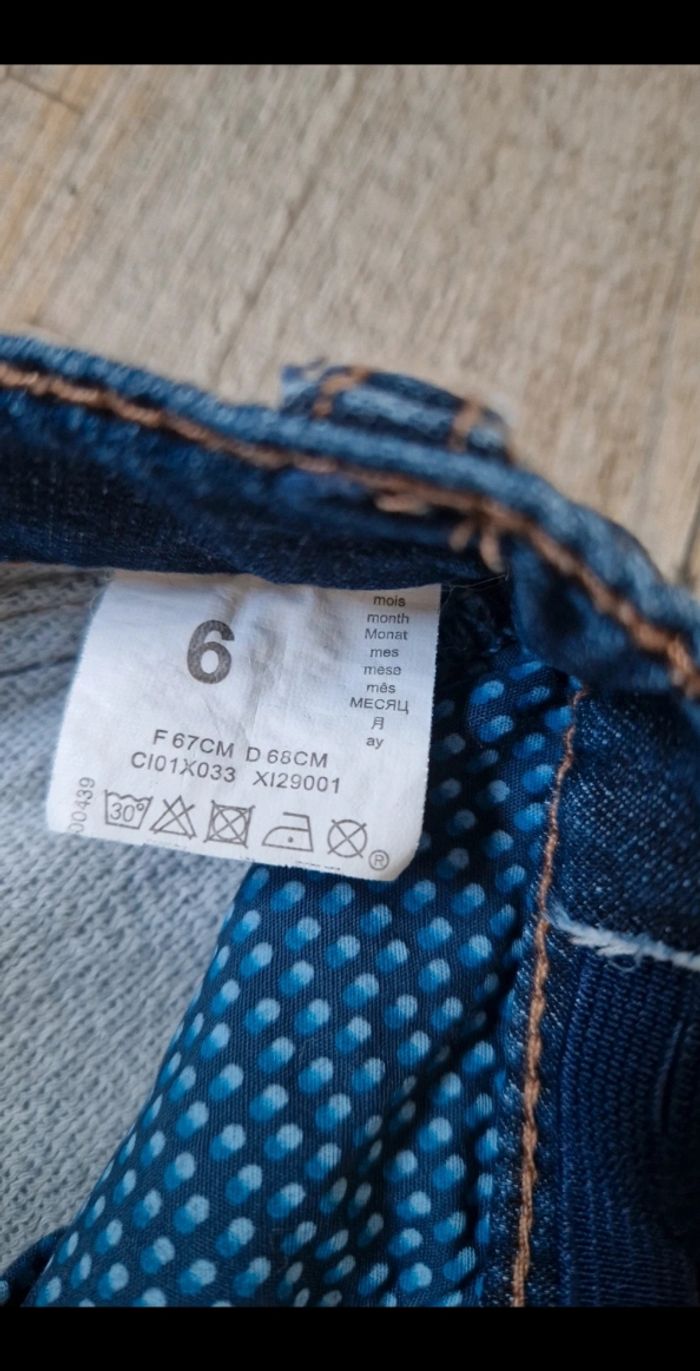 6
mois
month
Monat
mes
mese
mês
МЕСЯЦ
月
ay
F 67CM D 68CM
CI01X033 XI29001
00439
30°
®